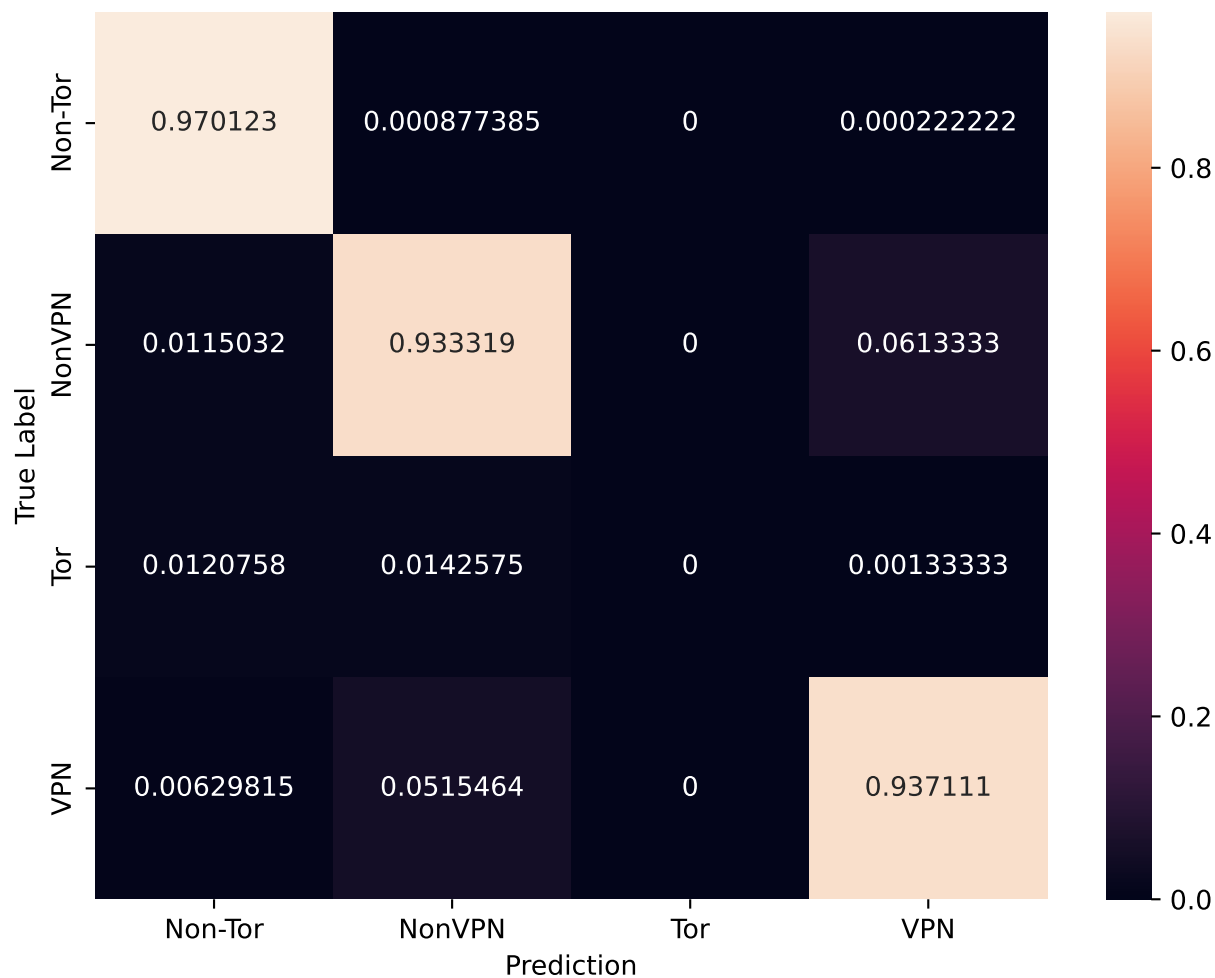 Non-Tor 0.970123 0.000877385 0 0.000222222
NonVPN 0.0115032 0.933319 0 0.0613333
Tor 0.0120758 0.0142575 0 0.00133333
VPN 0.00629815 0.0515464 0 0.937111
True Label
Non-Tor NonVPN Tor VPN
Prediction
0.8
0.6
0.4
0.2
0.0